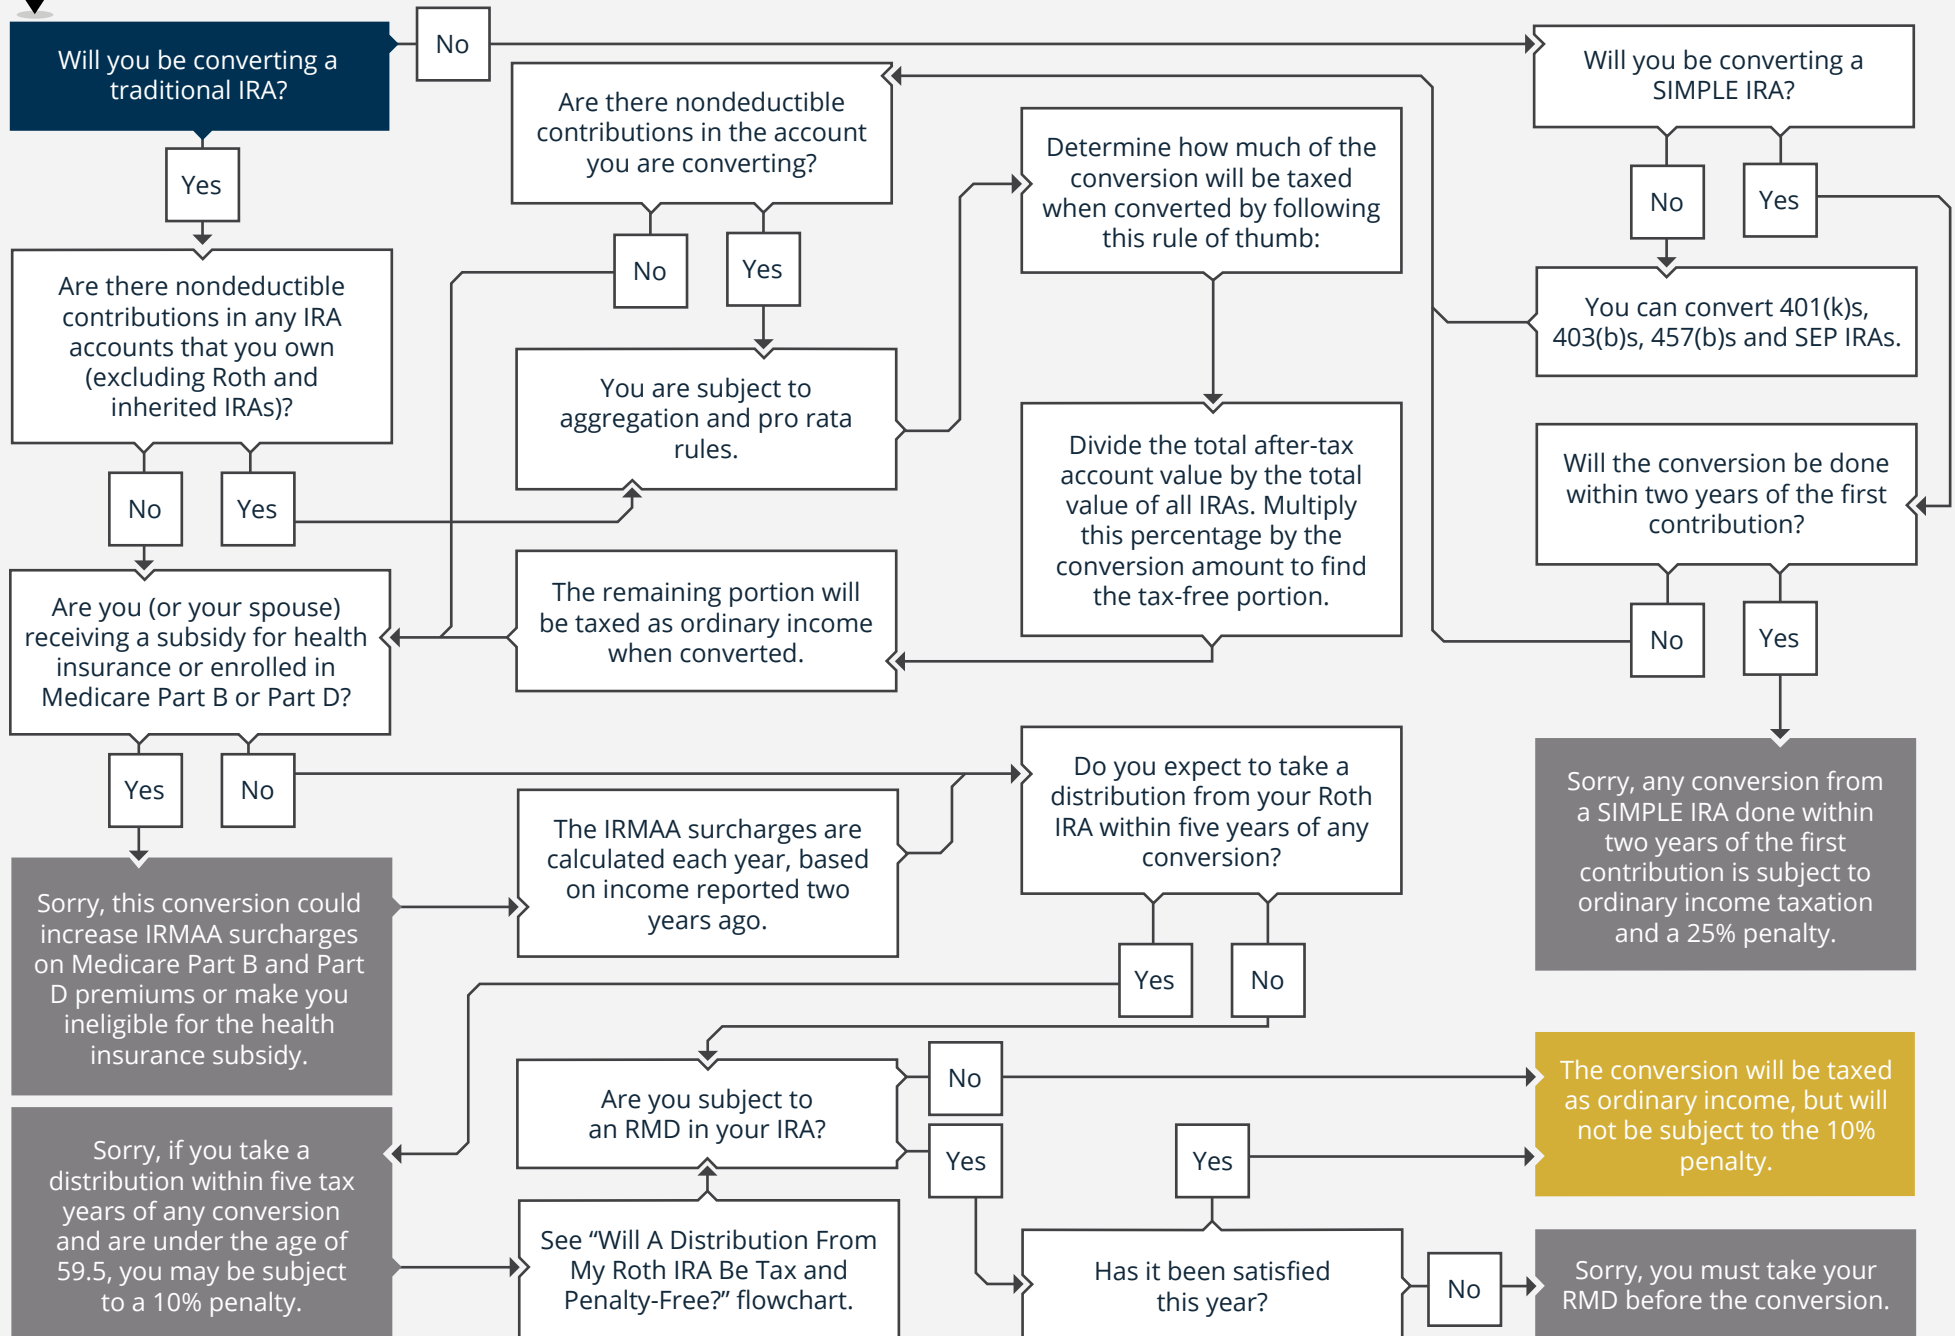 Will you be converting a
traditional IRA?
No
Will you be converting a
SIMPLE IRA?
Yes
Are there nondeductible
contributions in the account
you are converting?
No
Yes
Determine how much of the
conversion will be taxed
when converted by following
this rule of thumb:
No
Yes
Are there nondeductible
contributions in any IRA
accounts that you own
(excluding Roth and
inherited IRAs)?
No
Yes
You are subject to
aggregation and pro rata
rules.
You can convert 401(k)s,
403(b)s, 457(b)s and SEP IRAs.
Divide the total after-tax
account value by the total
value of all IRAs. Multiply
this percentage by the
conversion amount to find
the tax-free portion.
Will the conversion be done
within two years of the first
contribution?
No
Yes
Are you (or your spouse)
receiving a subsidy for health
insurance or enrolled in
Medicare Part B or Part D?
The remaining portion will
be taxed as ordinary income
when converted.
Yes
No
The IRMAA surcharges are
calculated each year, based
on income reported two
years ago.
Do you expect to take a
distribution from your Roth
IRA within five years of any
conversion?
Sorry, any conversion from
a SIMPLE IRA done within
two years of the first
contribution is subject to
ordinary income taxation
and a 25% penalty.
Sorry, this conversion could
increase IRMAA surcharges
on Medicare Part B and Part
D premiums or make you
ineligible for the health
insurance subsidy.
Yes
No
Are you subject to
an RMD in your IRA?
No
Yes
Yes
The conversion will be taxed
as ordinary income, but will
not be subject to the 10%
penalty.
Sorry, if you take a
distribution within five tax
years of any conversion
and are under the age of
59.5, you may be subject
to a 10% penalty.
See “Will A Distribution From
My Roth IRA Be Tax and
Penalty-Free?” flowchart.
Has it been satisfied
this year?
No
Sorry, you must take your
RMD before the conversion.